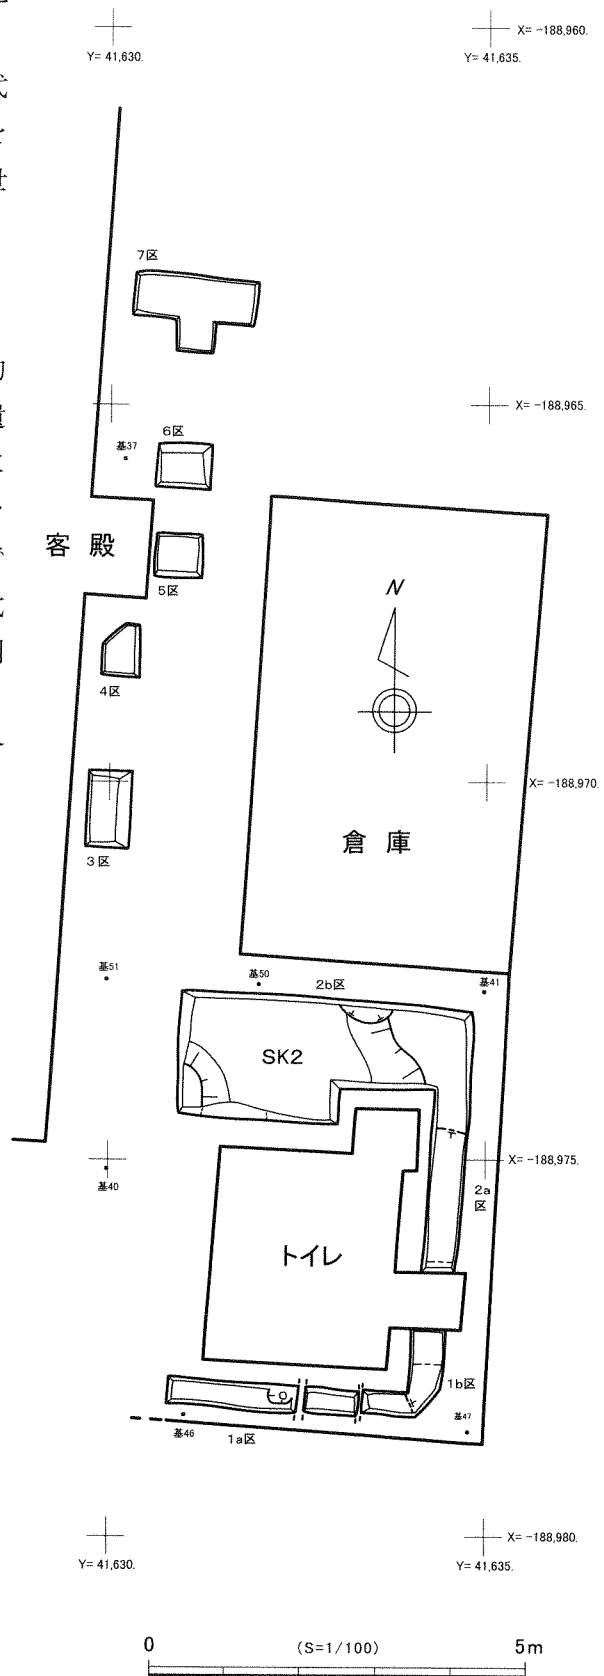 X= -188,960.
Y= 41,630.
Y= 41,635.
7区
X= -188,965.
6区
基37
客 殿
5区
N
4区
X= -188,970.
倉 庫
3区
基51
基50
2b区
基41
SK2
X= -188,975.
基40
2a
区
トイレ
1b区
基46
1a区
基47
X= -188,980.
Y= 41,630.
Y= 41,635.
0
(S=1/100)
5m